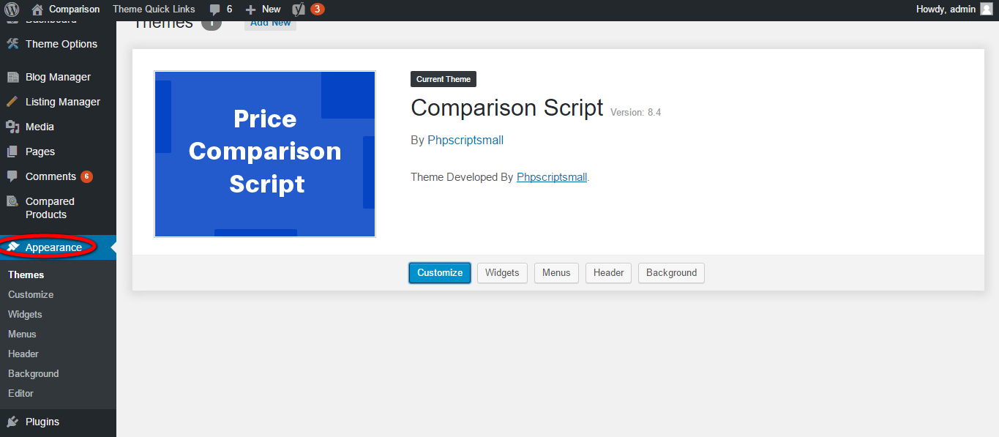 Comparison Theme Quick Links 6 New 3 Howdy, admin
Dashboard
Theme Options
Blog Manager
Listing Manager
Media
Pages
Comments 6
Compared
Products
Appearance
Themes
Customize
Widgets
Menus
Header
Background
Editor
Plugins
Themes 1 Add New
Price
Comparison
Script
Current Theme
Comparison Script Version: 8.4
By Phpscriptsmall
Theme Developed By Phpscriptsmall.
Customize Widgets Menus Header Background